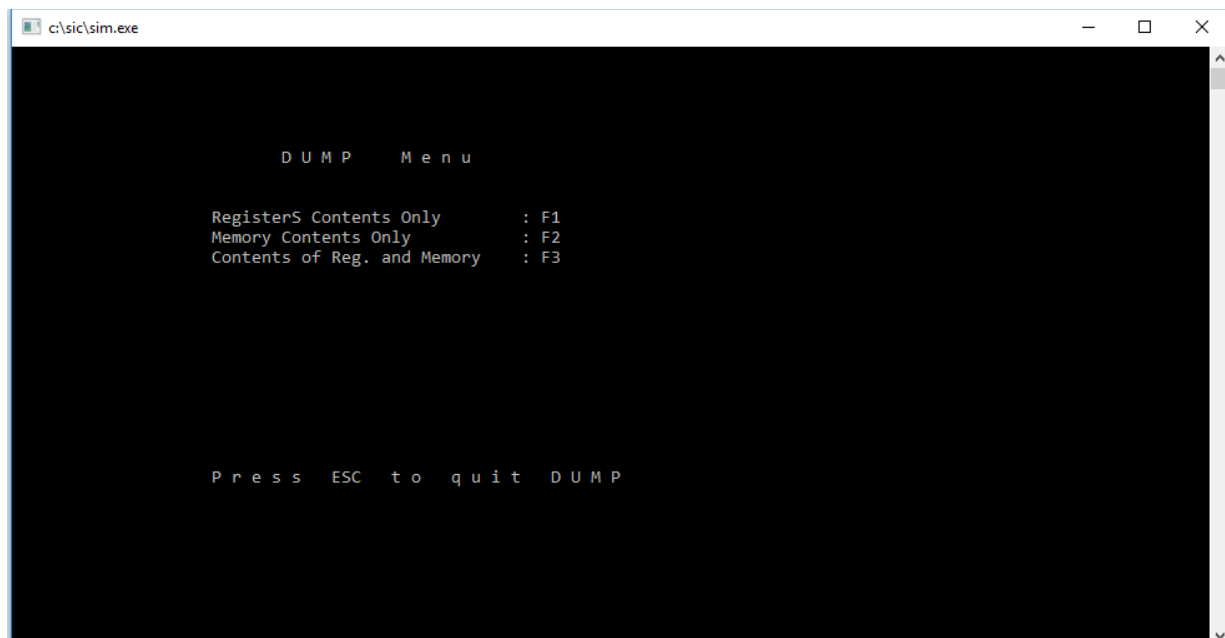 c:\sic\sim.exe
D U M P   M e n u
RegisterS Contents Only : F1
Memory Contents Only : F2
Contents of Reg. and Memory : F3
P r e s s   ESC   t o   q u i t   D U M P